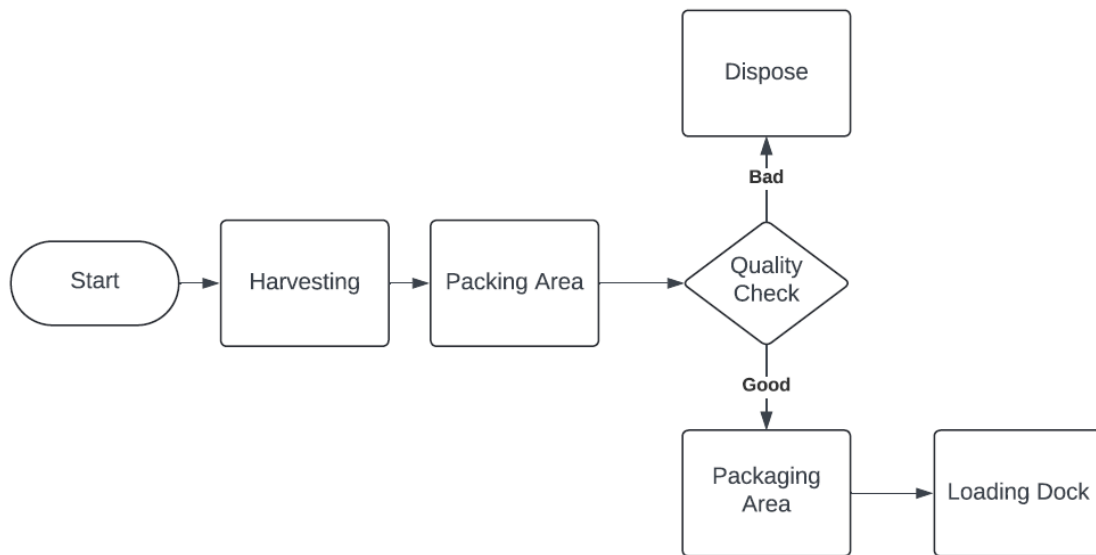 Dispose
Bad
Start
Harvesting
Packing Area
Quality
Check
Good
Packaging
Area
Loading Dock